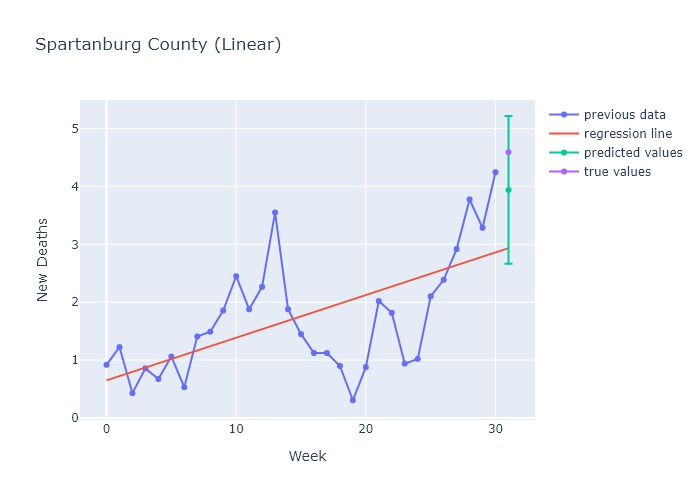 Spartanburg County (Linear)
previous data
regression line
predicted values
true values
New Deaths
5
4
3
2
1
0
0 10 20 30
Week